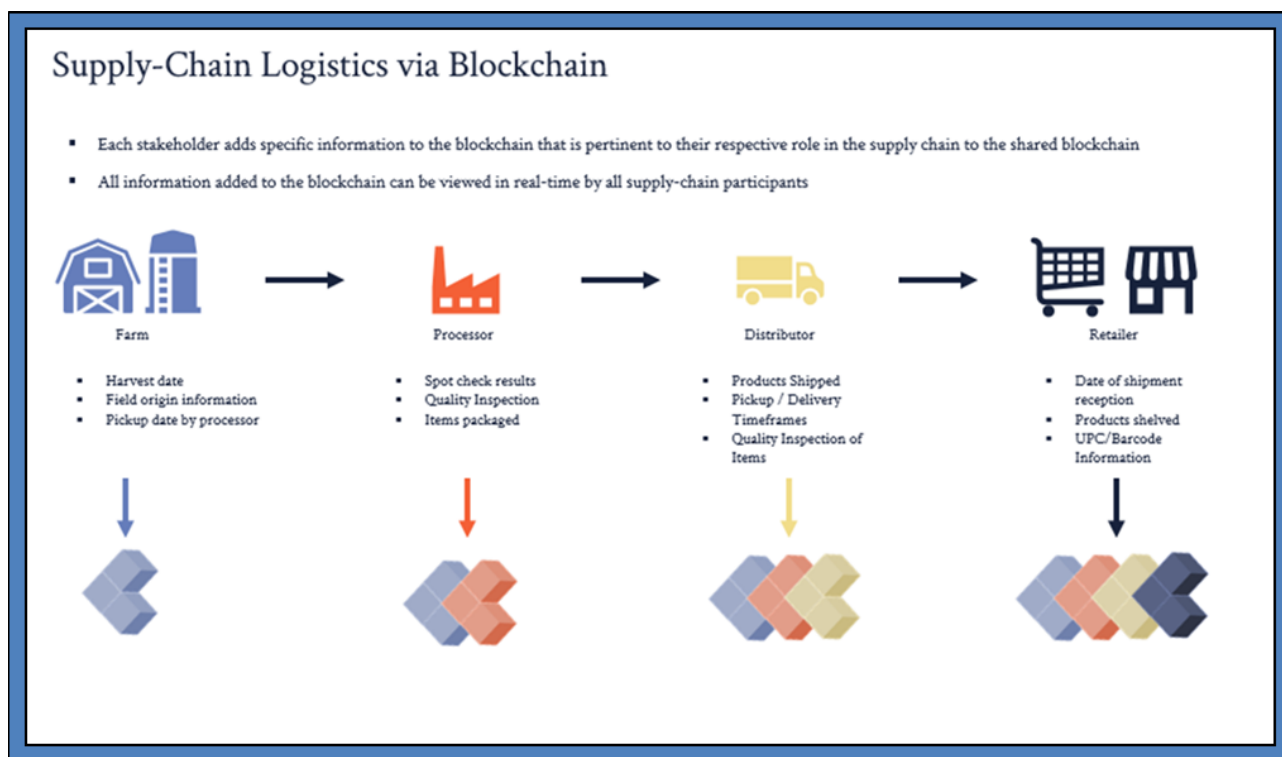 Supply-Chain Logistics via Blockchain
Each stakeholder adds specific information to the blockchain that is pertinent to their respective role in the supply chain to the shared blockchain
All information added to the blockchain can be viewed in real-time by all supply-chain participants
Farm
Harvest date
Field origin information
Pickup date by processor
Processor
Spot check results
Quality Inspection
Items packaged
Distributor
Products Shipped
Pickup / Delivery
Timeframes
Quality Inspection of
Items
Retailer
Date of shipment
reception
Products shelved
UPC/Barcode
Information